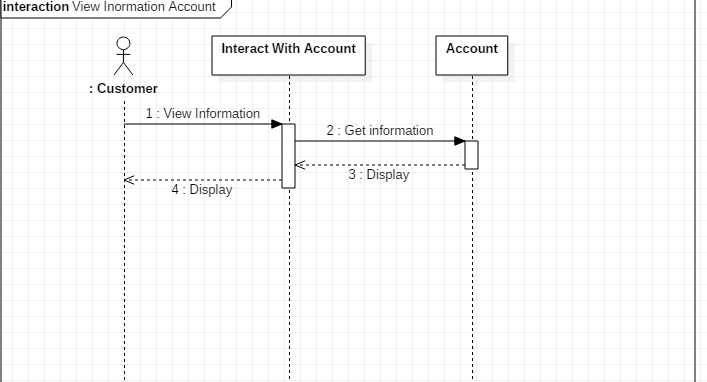 interaction View Inormation Account
Interact With Account
Account
: Customer
1 : View Information
2 : Get information
3 : Display
4 : Display